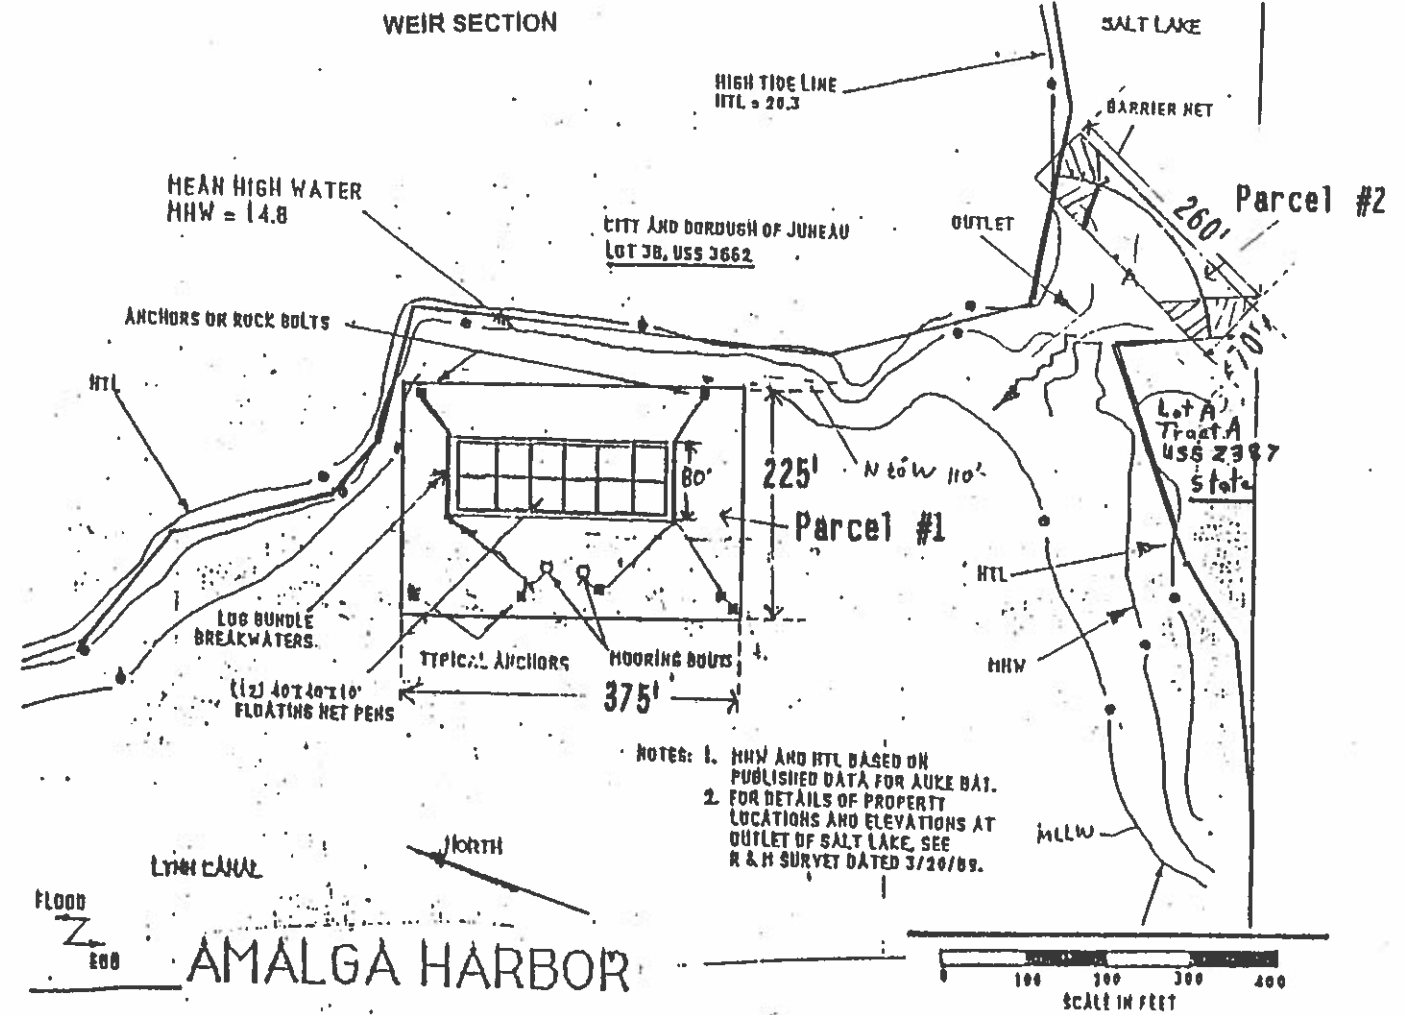 WEIR SECTION
SALT LAKE
HIGH TIDE LINE
HTL = 20.3
BARRIER NET
MEAN HIGH WATER
MHW = 14.8
Parcel #2
260'
CITY AND BOROUGH OF JUNEAU
LOT 3B, USS 3662
OUTLET
ANCHORS OR ROCK BOLTS
70'
HTL
Lot A
Tract A
USS 2387
State
80'
225'
N 60 W 110'
Parcel #1
HTL
LOG BUNDLE
BREAKWATERS
TYPICAL ANCHORS
MOORING BOUYS
MHW
(12) 40'x40'x10'
FLOATING NET PENS
375'
NOTES: 1. MHW AND HTL BASED ON
PUBLISHED DATA FOR AUKE BAY.
2. FOR DETAILS OF PROPERTY
LOCATIONS AND ELEVATIONS AT
OUTLET OF SALT LAKE, SEE
R & M SURVEY DATED 3/20/89.
MLLW
NORTH
LYNN CANAL
FLOOD
EBB
AMALGA HARBOR
0 100 200 300 400
SCALE IN FEET